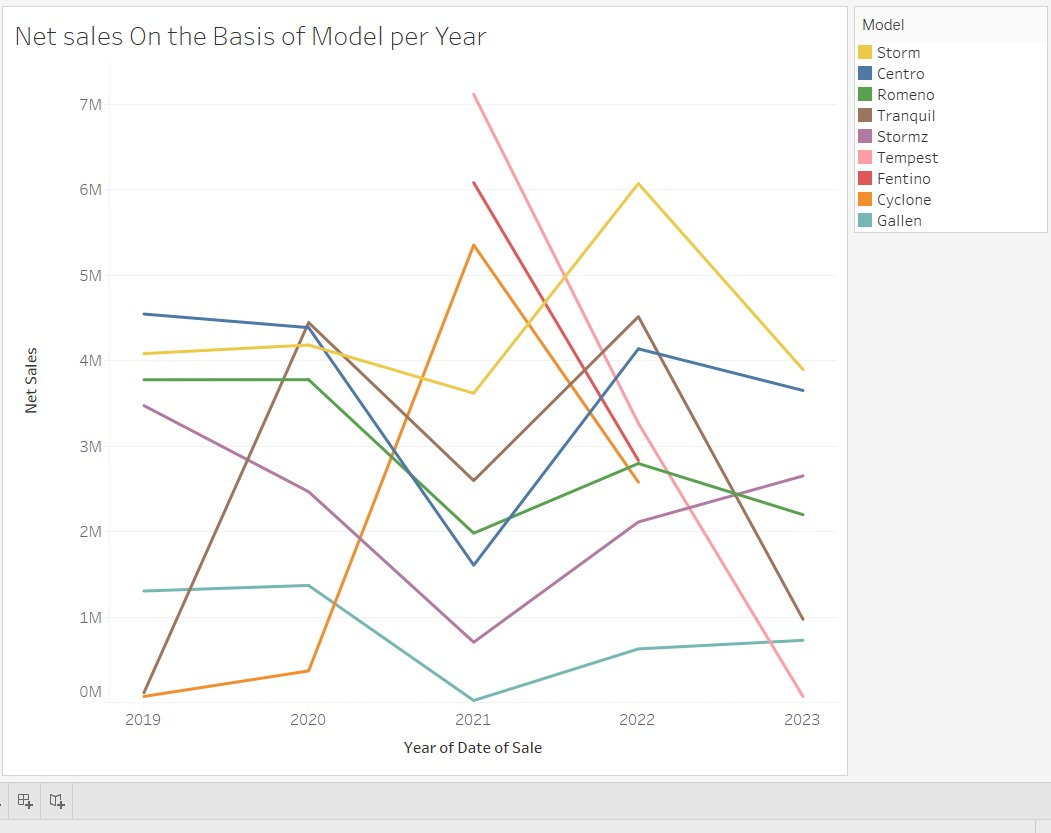 Net sales On the Basis of Model per Year
Model
Storm
Centro
Romeno
Tranquil
Stormz
Tempest
Fentino
Cyclone
Gallen
7M
6M
5M
4M
3M
2M
1M
0M
Net Sales
2019 2020 2021 2022 2023
Year of Date of Sale